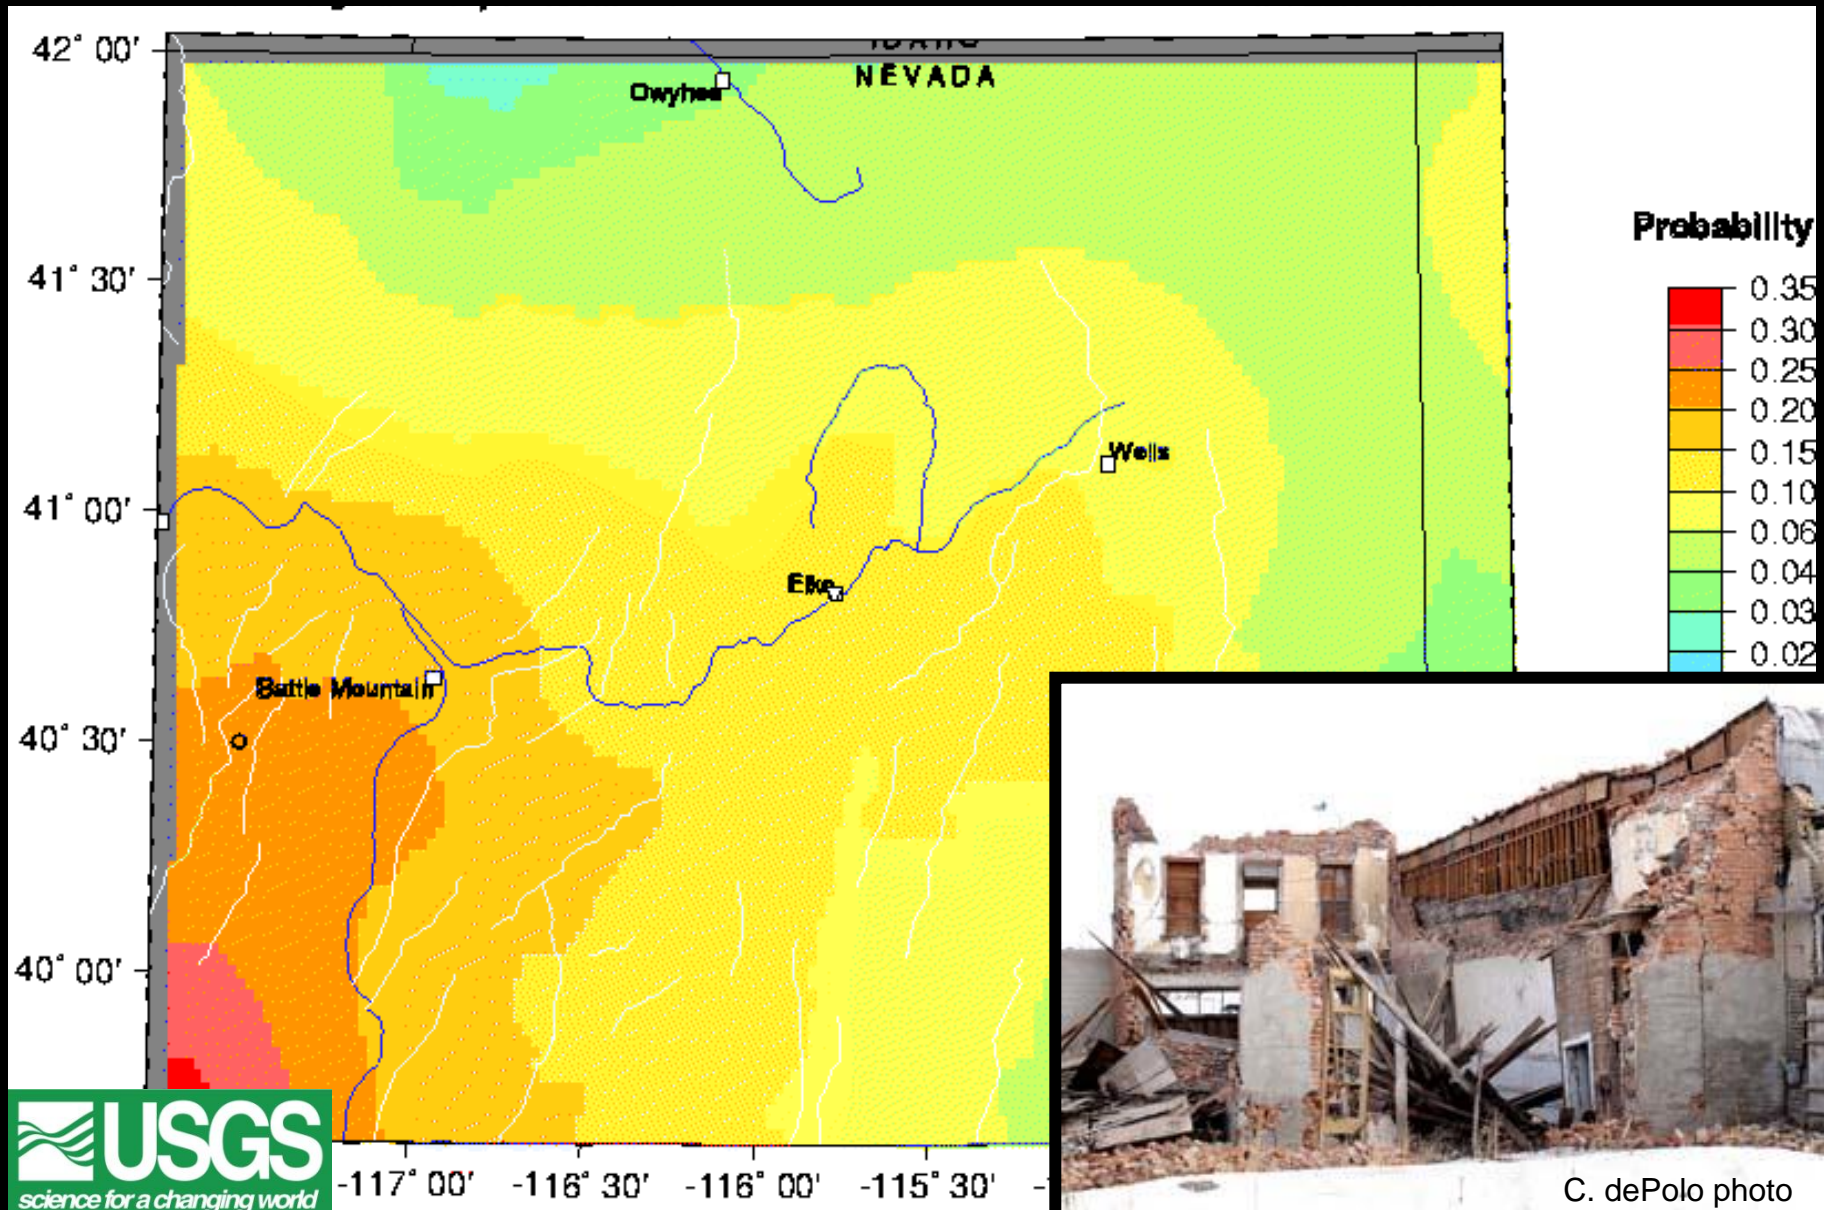 42° 00'
IDAHO
NEVADA
Owyhee
Probability
41° 30'
0.35
0.30
0.25
0.20
0.15
0.10
0.06
0.04
0.03
0.02
Wells
41° 00'
Elko
Battle Mountain
40° 30'
40° 00'
USGS
science for a changing world
-117° 00'
-116° 30'
-116° 00'
-115° 30'
C. dePolo photo